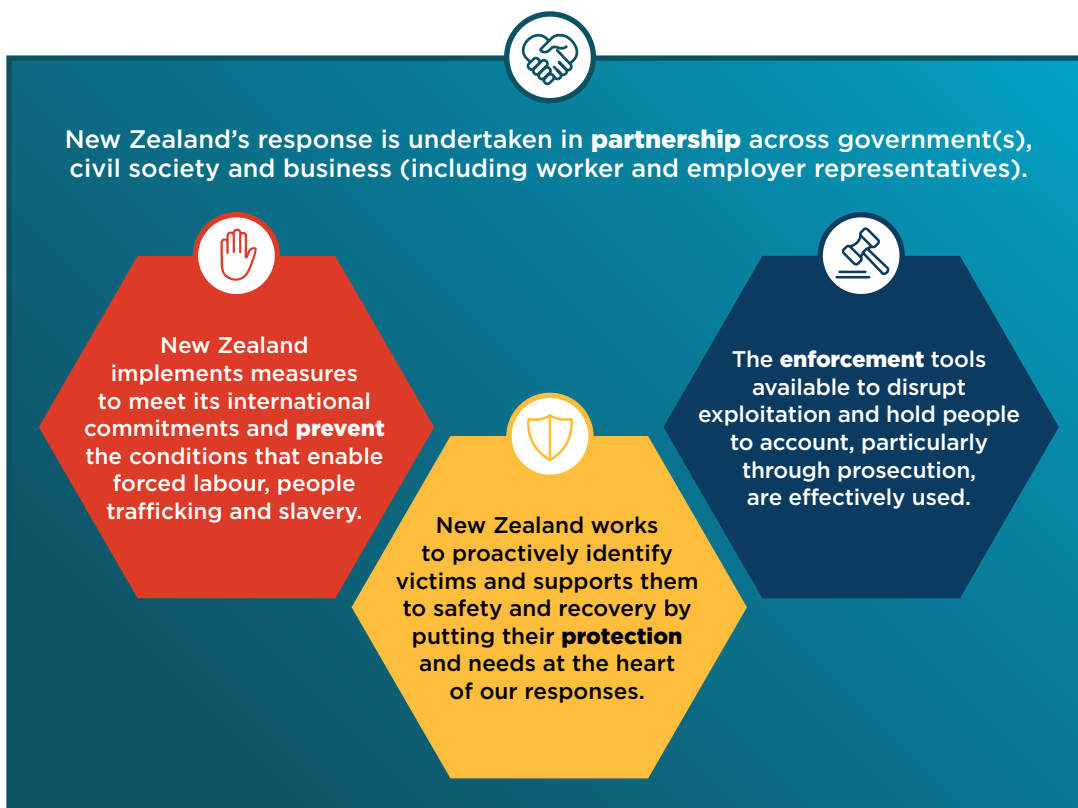 New Zealand’s response is undertaken in partnership across government(s),
civil society and business (including worker and employer representatives).
New Zealand
implements measures
to meet its international
commitments and prevent
the conditions that enable
forced labour, people
trafficking and slavery.
New Zealand works
to proactively identify
victims and supports them
to safety and recovery by
putting their protection
and needs at the heart
of our responses.
The enforcement tools
available to disrupt
exploitation and hold people
to account, particularly
through prosecution,
are effectively used.